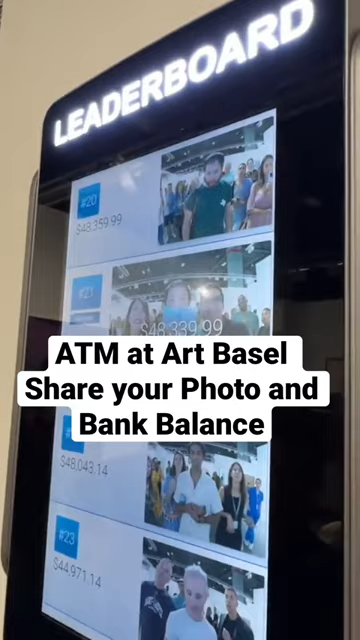 LEADERBOARD
#20
$48,359.99
#21
$48,339.99
ATM at Art Basel
Share your Photo and
Bank Balance
$48,043.14
#23
$44,971.14